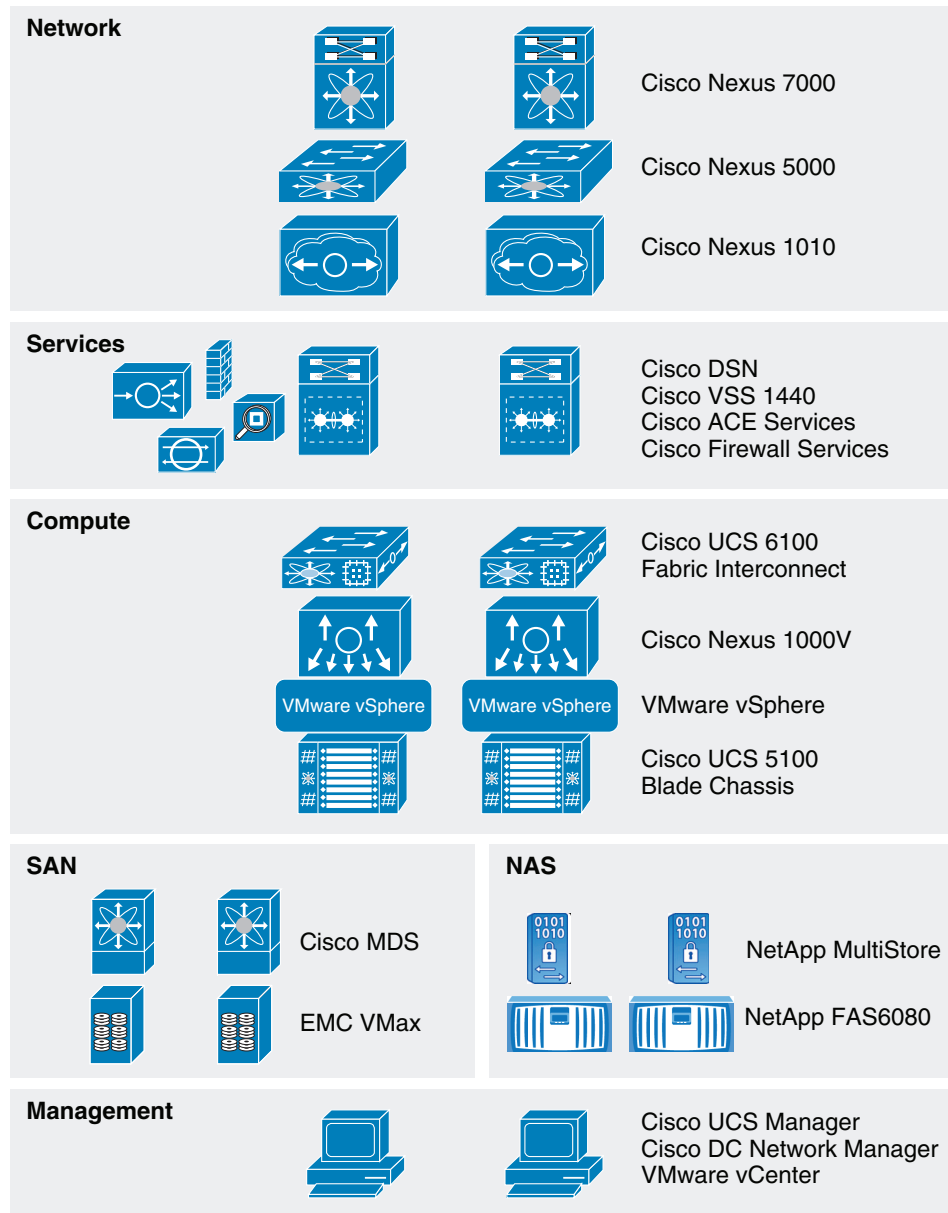 Network
Cisco Nexus 7000
Cisco Nexus 5000
Cisco Nexus 1010
Services
Cisco DSN
Cisco VSS 1440
Cisco ACE Services
Cisco Firewall Services
Compute
Cisco UCS 6100
Fabric Interconnect
Cisco Nexus 1000V
VMware vSphere
VMware vSphere
VMware vSphere
Cisco UCS 5100
Blade Chassis
SAN
Cisco MDS
EMC VMax
NAS
0101
1010
0101
1010
NetApp MultiStore
NetApp FAS6080
Management
Cisco UCS Manager
Cisco DC Network Manager
VMware vCenter